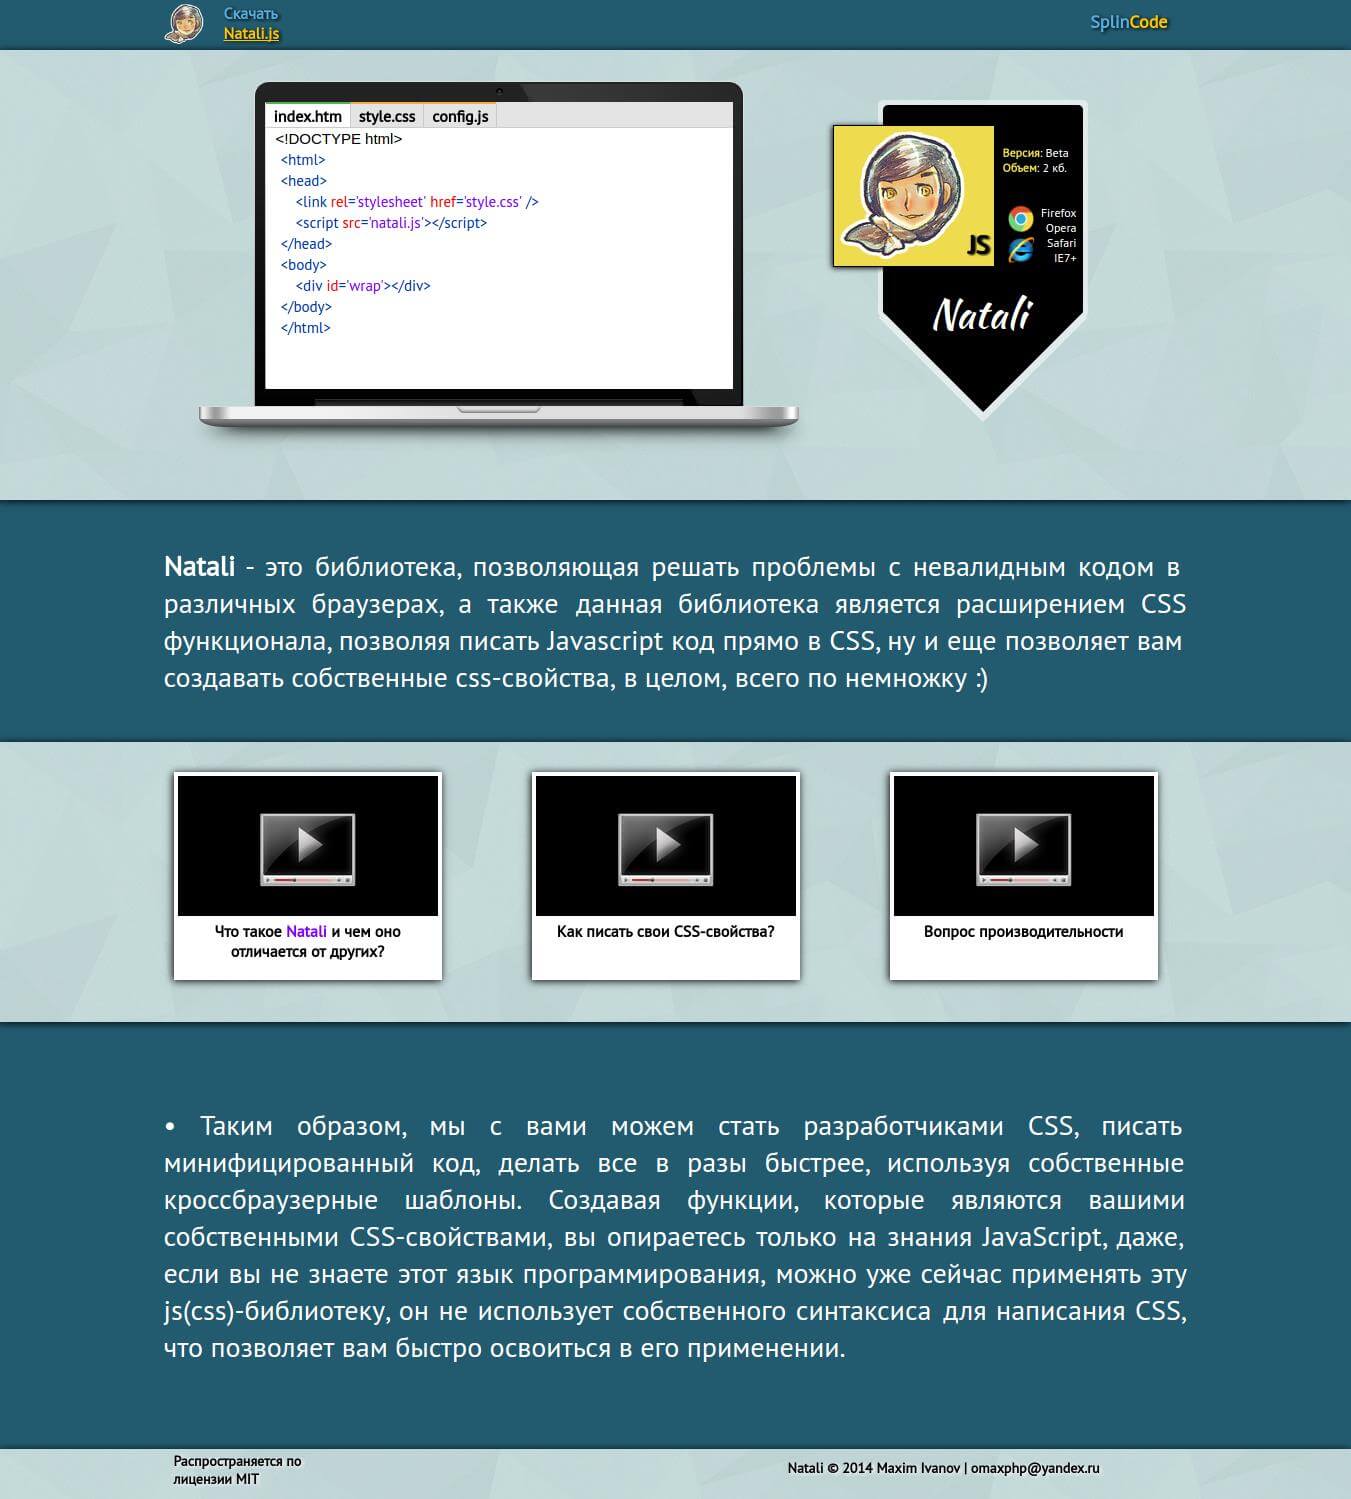 Скачать
Natali.js
SplInCode
index.htm style.css config.js
<!DOCTYPE html>
<html>
<head>
<link rel='stylesheet' href='style.css' />
<script src='natali.js'></script>
</head>
<body>
<div id='wrap'></div>
</body>
</html>
Версия: Beta
Объем: 2 кб.
Firefox
Opera
Safari
IE7+
JS
Natali
Natali - это библиотека, позволяющая решать проблемы с невалидным кодом в
различных браузерах, а также данная библиотека является расширением CSS
функционала, позволяя писать Javascript код прямо в CSS, ну и еще позволяет вам
создавать собственные css-свойства, в целом, всего по немножку :)
Что такое Natali и чем оно
отличается от других?
Как писать свои CSS-свойства?
Вопрос производительности
• Таким образом, мы с вами можем стать разработчиками CSS, писать
минифицированный код, делать все в разы быстрее, используя собственные
кроссбраузерные шаблоны. Создавая функции, которые являются вашими
собственными CSS-свойствами, вы опираетесь только на знания JavaScript, даже,
если вы не знаете этот язык программирования, можно уже сейчас применять эту
js(css)-библиотеку, он не использует собственного синтаксиса для написания CSS,
что позволяет вам быстро освоиться в его применении.
Распространяется по
лицензии MIT
Natali © 2014 Maxim Ivanov | omaxphp@yandex.ru